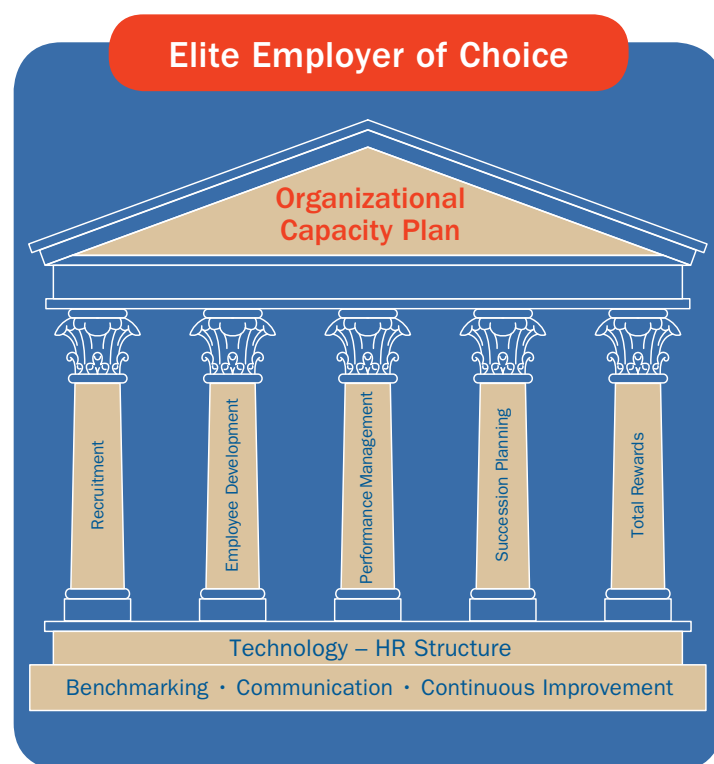 Elite Employer of Choice
Organizational
Capacity Plan
Recruitment
Employee Development
Performance Management
Succession Planning
Total Rewards
Technology – HR Structure
Benchmarking · Communication · Continuous Improvement